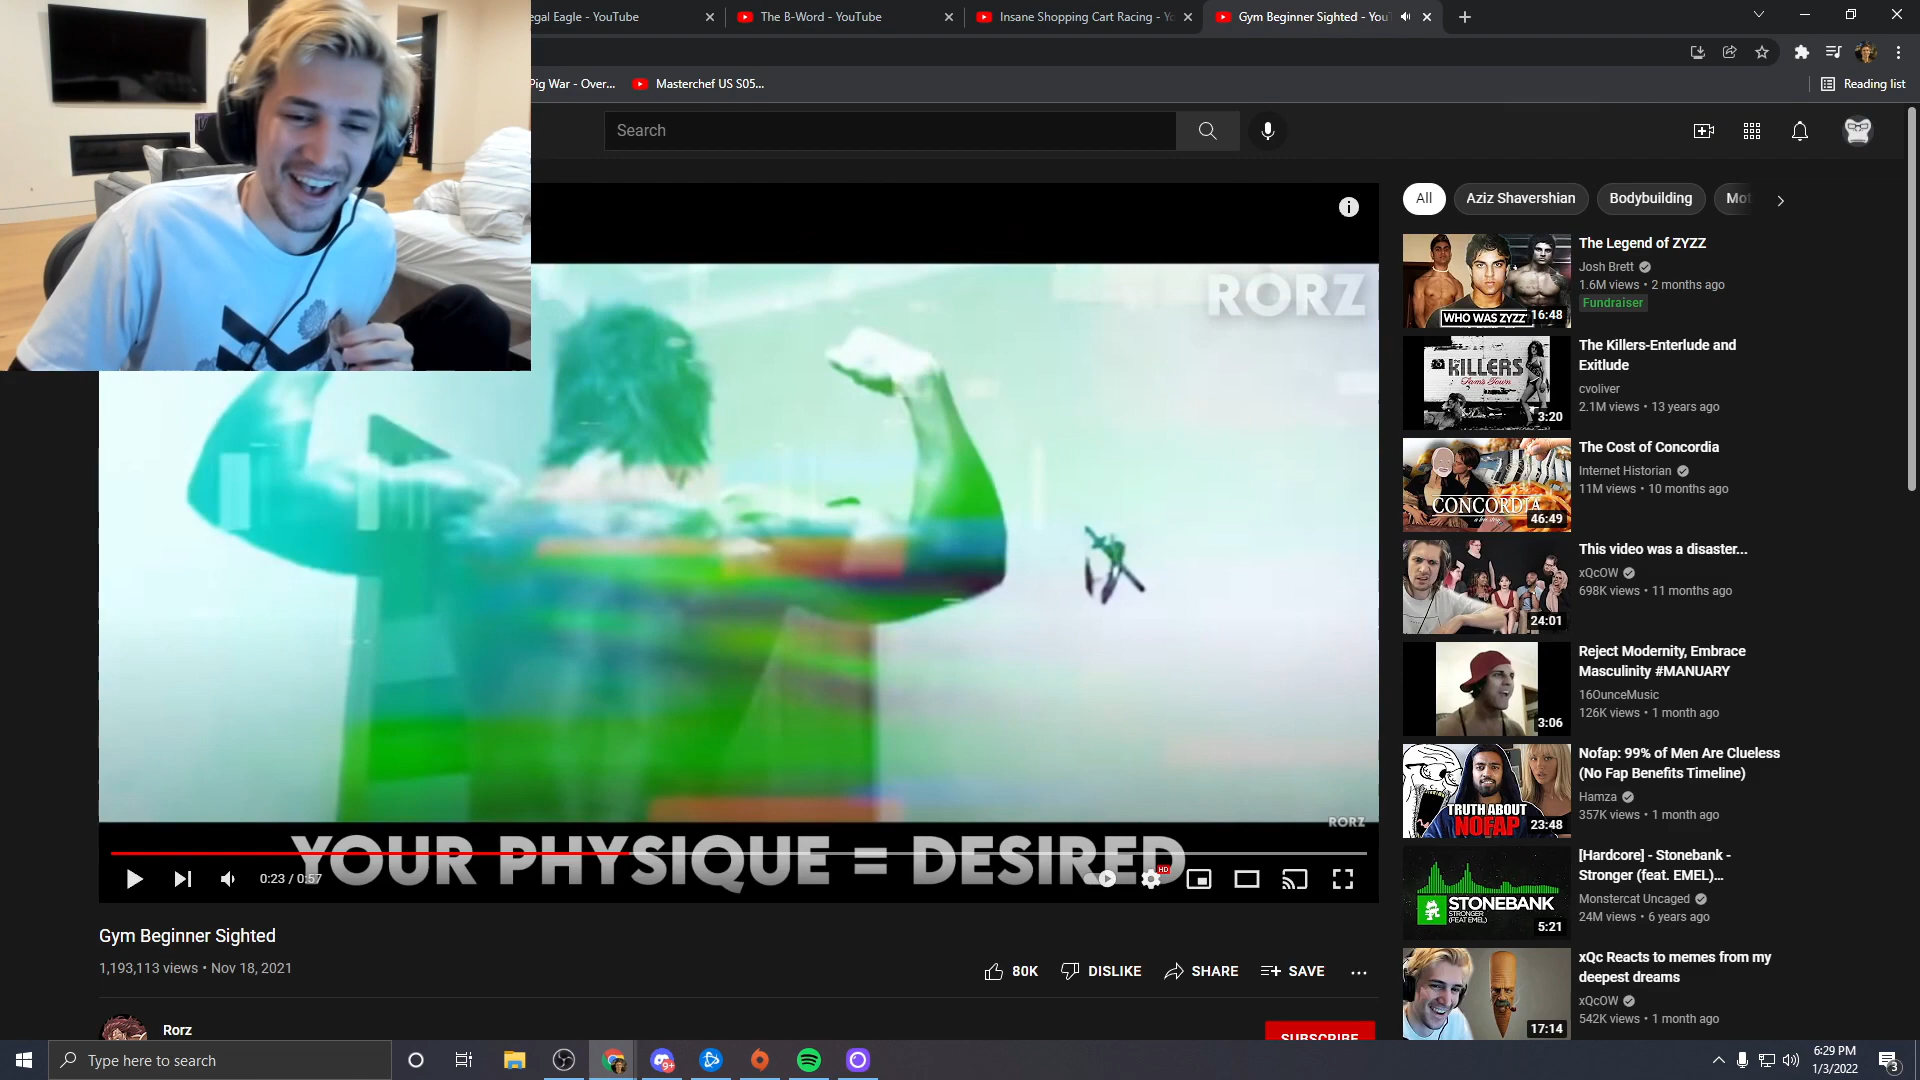 egal Eagle - YouTube
The B-Word - YouTube
Insane Shopping Cart Racing - Yo
Gym Beginner Sighted - YouT
Pig War - Over...
Masterchef US S05...
Reading list
Search
All
Aziz Shavershian
Bodybuilding
Mot
RORZ
YOUR PHYSIQUE = DESIRED
RORZ
0:23 / 0:57
HD
Gym Beginner Sighted
1,193,113 views • Nov 18, 2021
80K
DISLIKE
SHARE
SAVE
Rorz
SUBSCRIBE
WHO WAS ZYZZ
16:48
The Legend of ZYZZ
Josh Brett
1.6M views • 2 months ago
Fundraiser
KILLERS
Sam's Town
3:20
The Killers-Enterlude and
Exitlude
cvoliver
2.1M views • 13 years ago
CONCORDIA
46:49
The Cost of Concordia
Internet Historian
11M views • 10 months ago
24:01
This video was a disaster...
xQcOW
698K views • 11 months ago
3:06
Reject Modernity, Embrace
Masculinity #MANUARY
16OunceMusic
126K views • 1 month ago
TRUTH ABOUT
NOFAP
23:48
Nofap: 99% of Men Are Clueless
(No Fap Benefits Timeline)
Hamza
357K views • 1 month ago
STONEBANK
STRONGER
(FEAT EMEL)
5:21
[Hardcore] - Stonebank -
Stronger (feat. EMEL)...
Monstercat Uncaged
24M views • 6 years ago
17:14
xQc Reacts to memes from my
deepest dreams
xQcOW
542K views • 1 month ago
Type here to search
9+
6:29 PM
1/3/2022
3